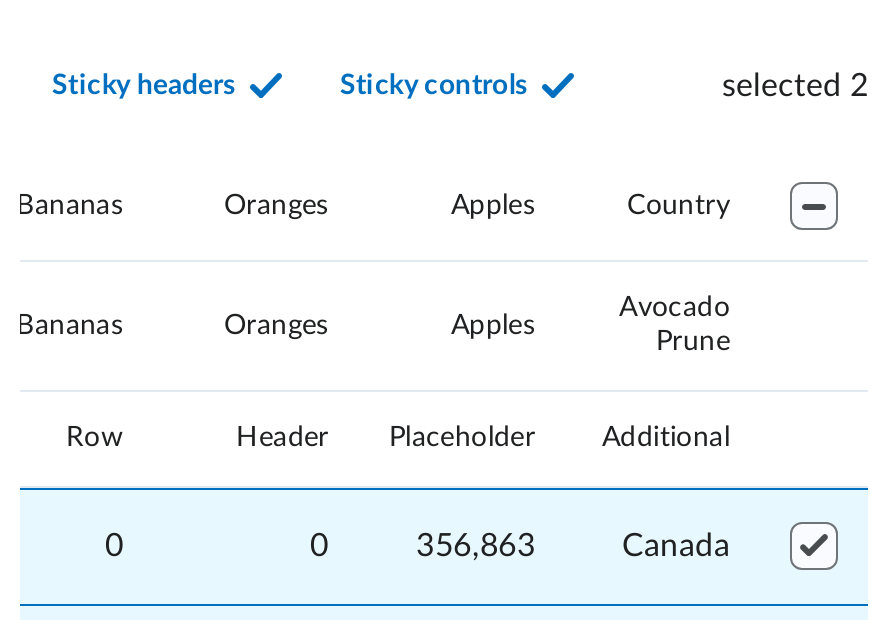 Sticky headers Sticky controls selected 2
Bananas Oranges Apples Country
Bananas Oranges Apples Avocado
Prune
Row Header Placeholder Additional
0 0 356,863 Canada